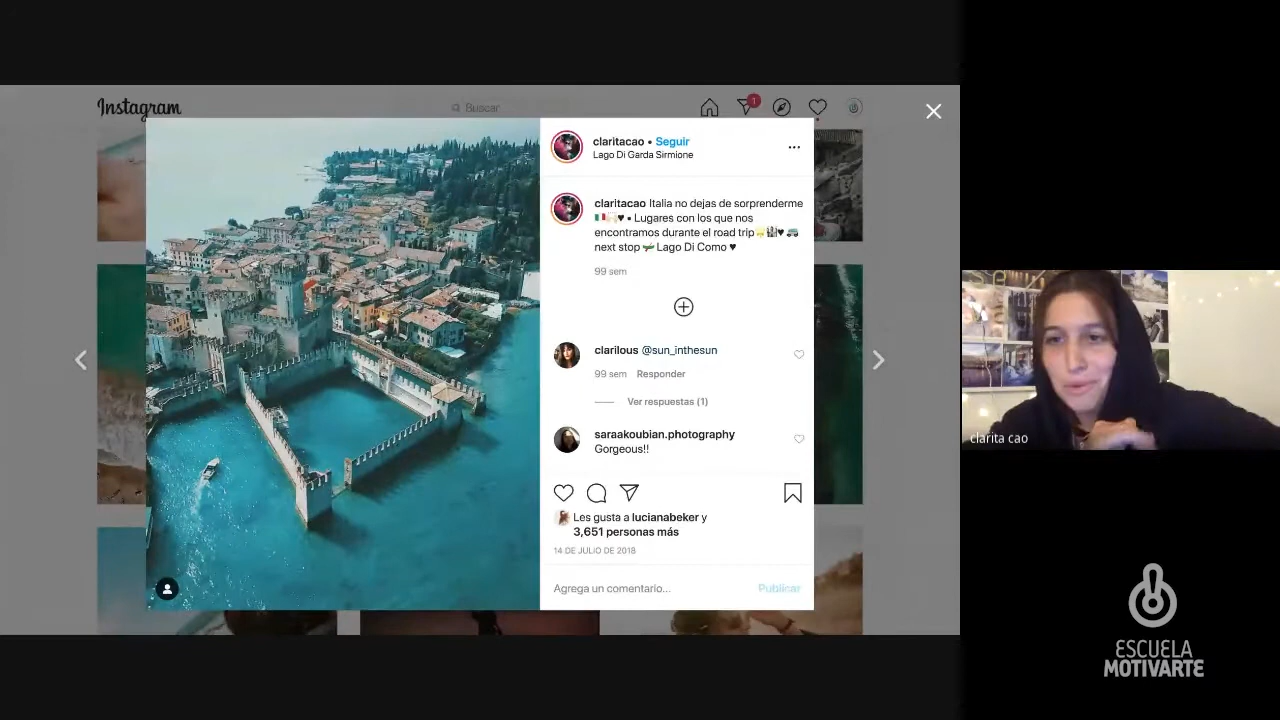 Instagram
Buscar
1
claritacao • Seguir
Lago Di Garda Sirmione
claritacao Italia no dejas de sorprenderme
🇮🇹🥂♥ • Lugares con los que nos
encontramos durante el road trip
next stop Lago Di Como ♥
99 sem
clarilous @sun_inthesun
99 sem Responder
Ver respuestas (1)
saraakoubian.photography
Gorgeous!!
Les gusta a lucianabeker y
3,651 personas más
14 DE JULIO DE 2018
Agrega un comentario... Publicar
clarita cao
ESCUELA
MOTIVARTE